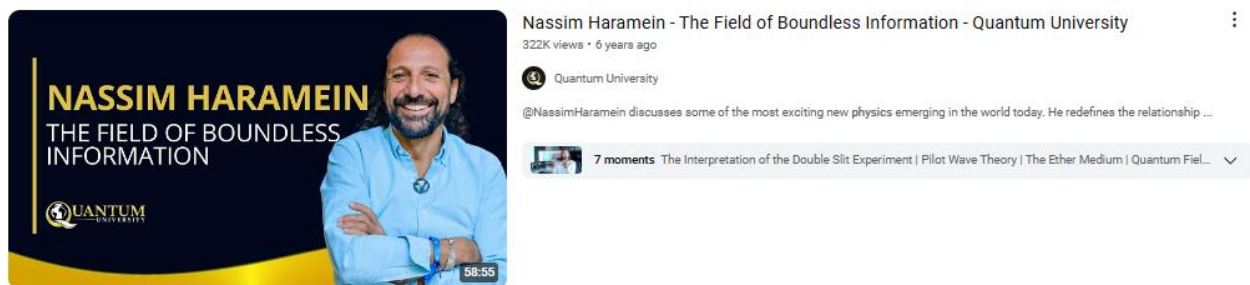 NASSIM HARAMEIN
THE FIELD OF BOUNDLESS
INFORMATION
QUANTUM
UNIVERSITY
58:55
Nassim Haramein - The Field of Boundless Information - Quantum University
322K views • 6 years ago
Quantum University
@NassimHaramein discusses some of the most exciting new physics emerging in the world today. He redefines the relationship ...
7 moments The Interpretation of the Double Slit Experiment | Pilot Wave Theory | The Ether Medium | Quantum Fiel...